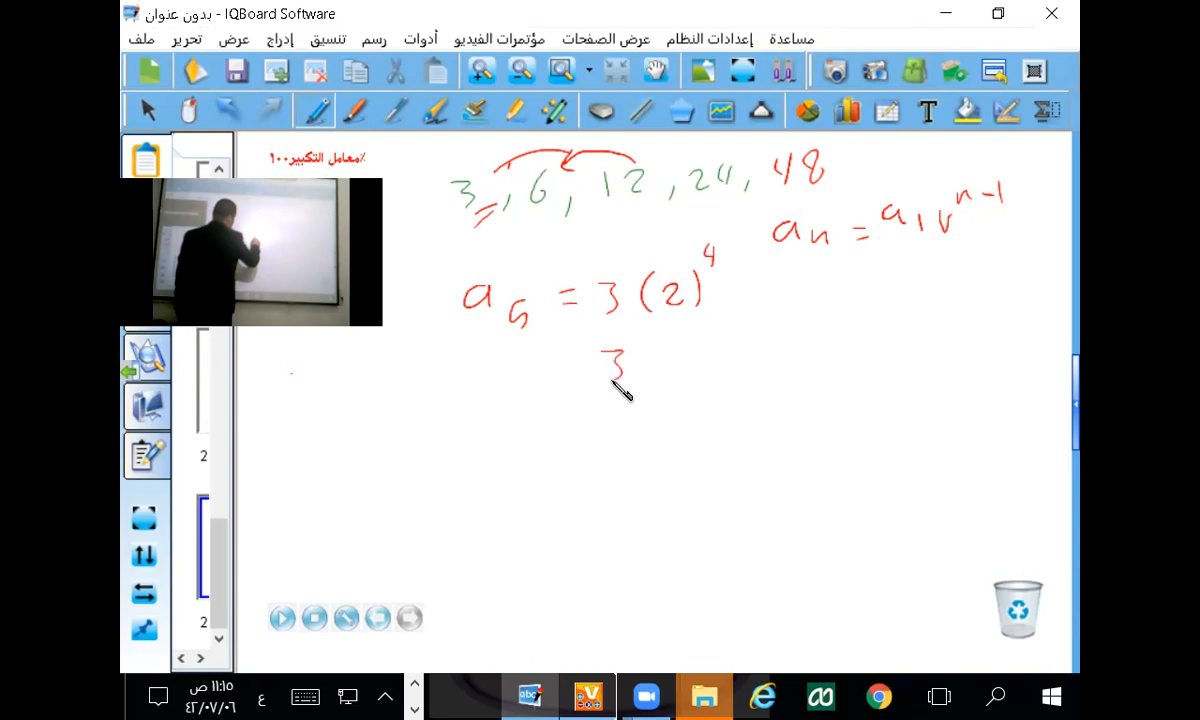 بدون عنوان - IQBoard Software
ملف تحرير عرض إدراج تنسيق رسم أدوات مؤتمرات الفيديو عرض الصفحات إعدادات النظام مساعدة
معامل التكبير١٠٠٪
3, 6, 12, 24, 48
aₙ = a₁ rⁿ⁻¹
a₅ = 3(2)⁴
3
2
2
١١:١٥ ص
٤٢/٠٧/٠٦
ع
abc